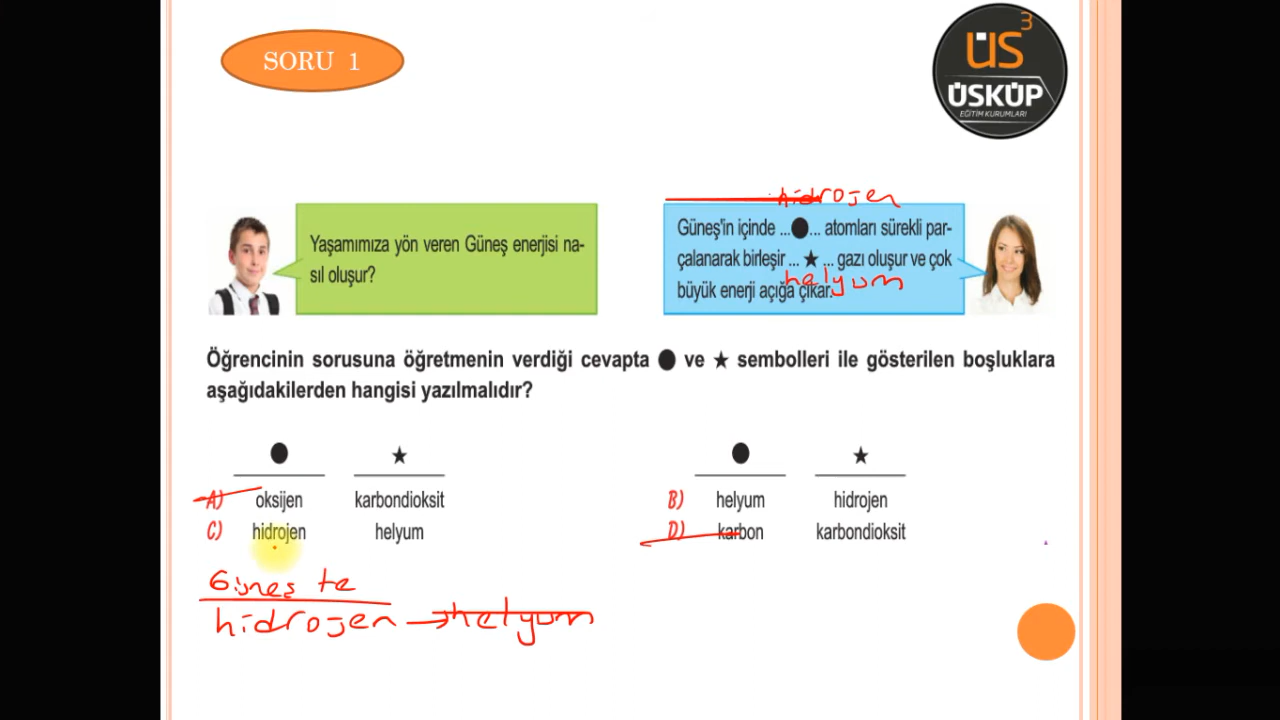 SORU 1
3
ÜS
ÜSKÜP
EĞİTİM KURUMLARI
Yaşamımıza yön veren Güneş enerjisi na-
sıl oluşur?
hidrojen
Güneş'in içinde ...●... atomları sürekli par-
çalanarak birleşir ... ★ ... gazı oluşur ve çok
helyum
büyük enerji açığa çıkar.
Öğrencinin sorusuna öğretmenin verdiği cevapta ● ve ★ sembolleri ile gösterilen boşluklara
aşağıdakilerden hangisi yazılmalıdır?
● ★
A) oksijen karbondioksit
C) hidrojen helyum
● ★
B) helyum hidrojen
D) karbon karbondioksit
Güneş te
hidrojen → helyum